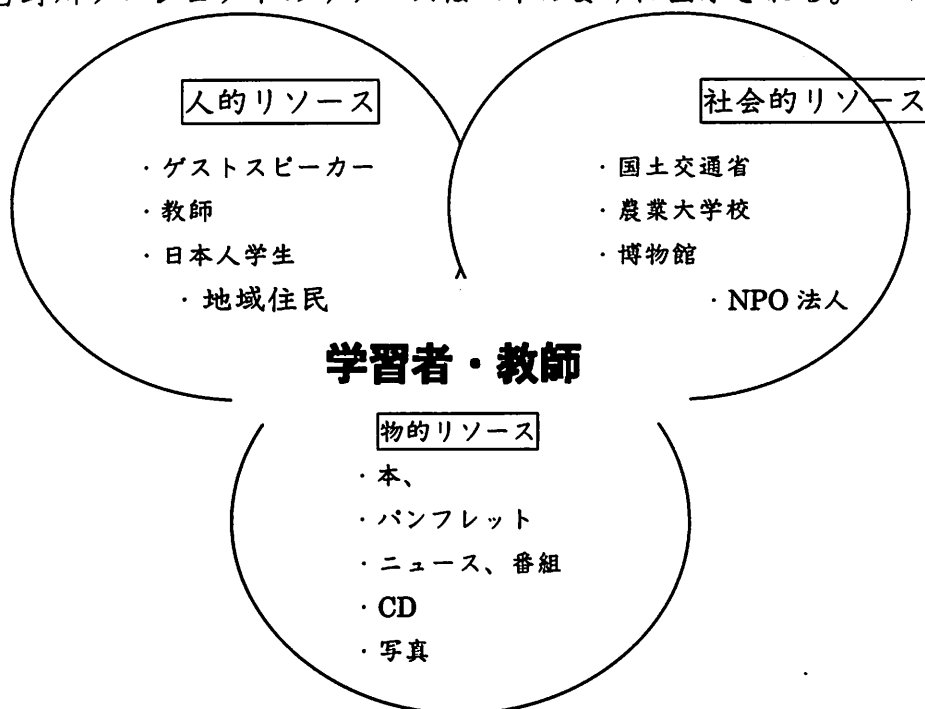 人的リソース
・ゲストスピーカー
・教師
・日本人学生
・地域住民
社会的リソース
・国土交通省
・農業大学校
・博物館
・NPO 法人
学習者・教師
物的リソース
・本、
・パンフレット
・ニュース、番組
・CD
・写真